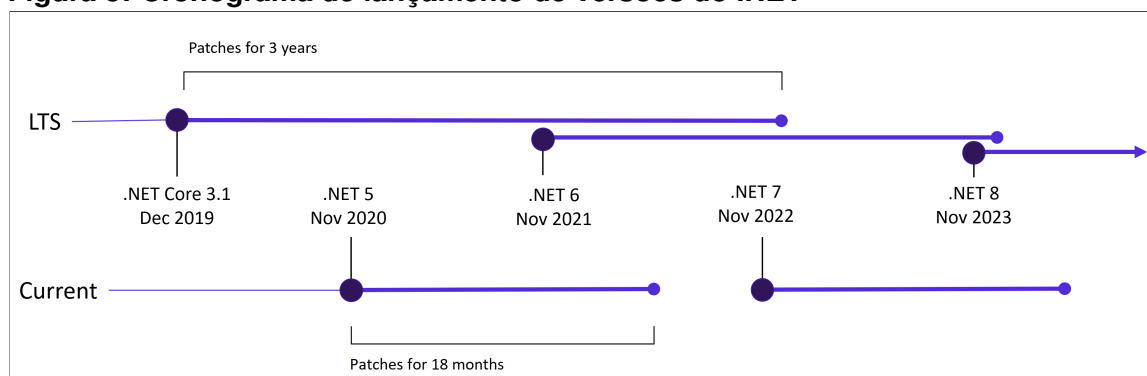 Patches for 3 years
LTS
.NET Core 3.1
Dec 2019
.NET 5
Nov 2020
.NET 6
Nov 2021
.NET 7
Nov 2022
.NET 8
Nov 2023
Current
Patches for 18 months